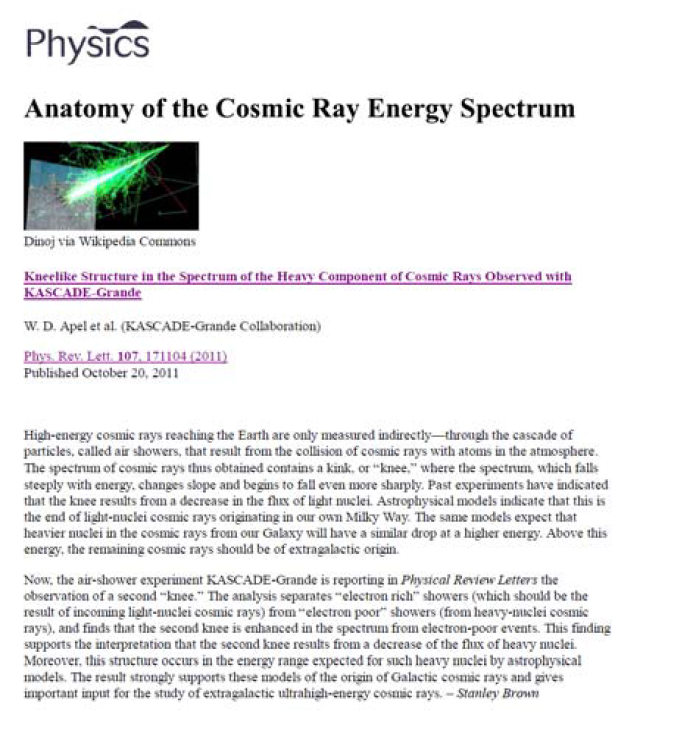 Physics
Anatomy of the Cosmic Ray Energy Spectrum
Dinoj via Wikipedia Commons
Kneelike Structure in the Spectrum of the Heavy Component of Cosmic Rays Observed with
KASCADE-Grande
W. D. Apel et al. (KASCADE-Grande Collaboration)
Phys. Rev. Lett. 107, 171104 (2011)
Published October 20, 2011
High-energy cosmic rays reaching the Earth are only measured indirectly—through the cascade of
particles, called air showers, that result from the collision of cosmic rays with atoms in the atmosphere.
The spectrum of cosmic rays thus obtained contains a kink, or “knee,” where the spectrum, which falls
steeply with energy, changes slope and begins to fall even more sharply. Past experiments have indicated
that the knee results from a decrease in the flux of light nuclei. Astrophysical models indicate that this is
the end of light-nuclei cosmic rays originating in our own Milky Way. The same models expect that
heavier nuclei in the cosmic rays from our Galaxy will have a similar drop at a higher energy. Above this
energy, the remaining cosmic rays should be of extragalactic origin.
Now, the air-shower experiment KASCADE-Grande is reporting in Physical Review Letters the
observation of a second “knee.” The analysis separates “electron rich” showers (which should be the
result of incoming light-nuclei cosmic rays) from “electron poor” showers (from heavy-nuclei cosmic
rays), and finds that the second knee is enhanced in the spectrum from electron-poor events. This finding
supports the interpretation that the second knee results from a decrease of the flux of heavy nuclei.
Moreover, this structure occurs in the energy range expected for such heavy nuclei by astrophysical
models. The result strongly supports these models of the origin of Galactic cosmic rays and gives
important input for the study of extragalactic ultrahigh-energy cosmic rays. – Stanley Brown